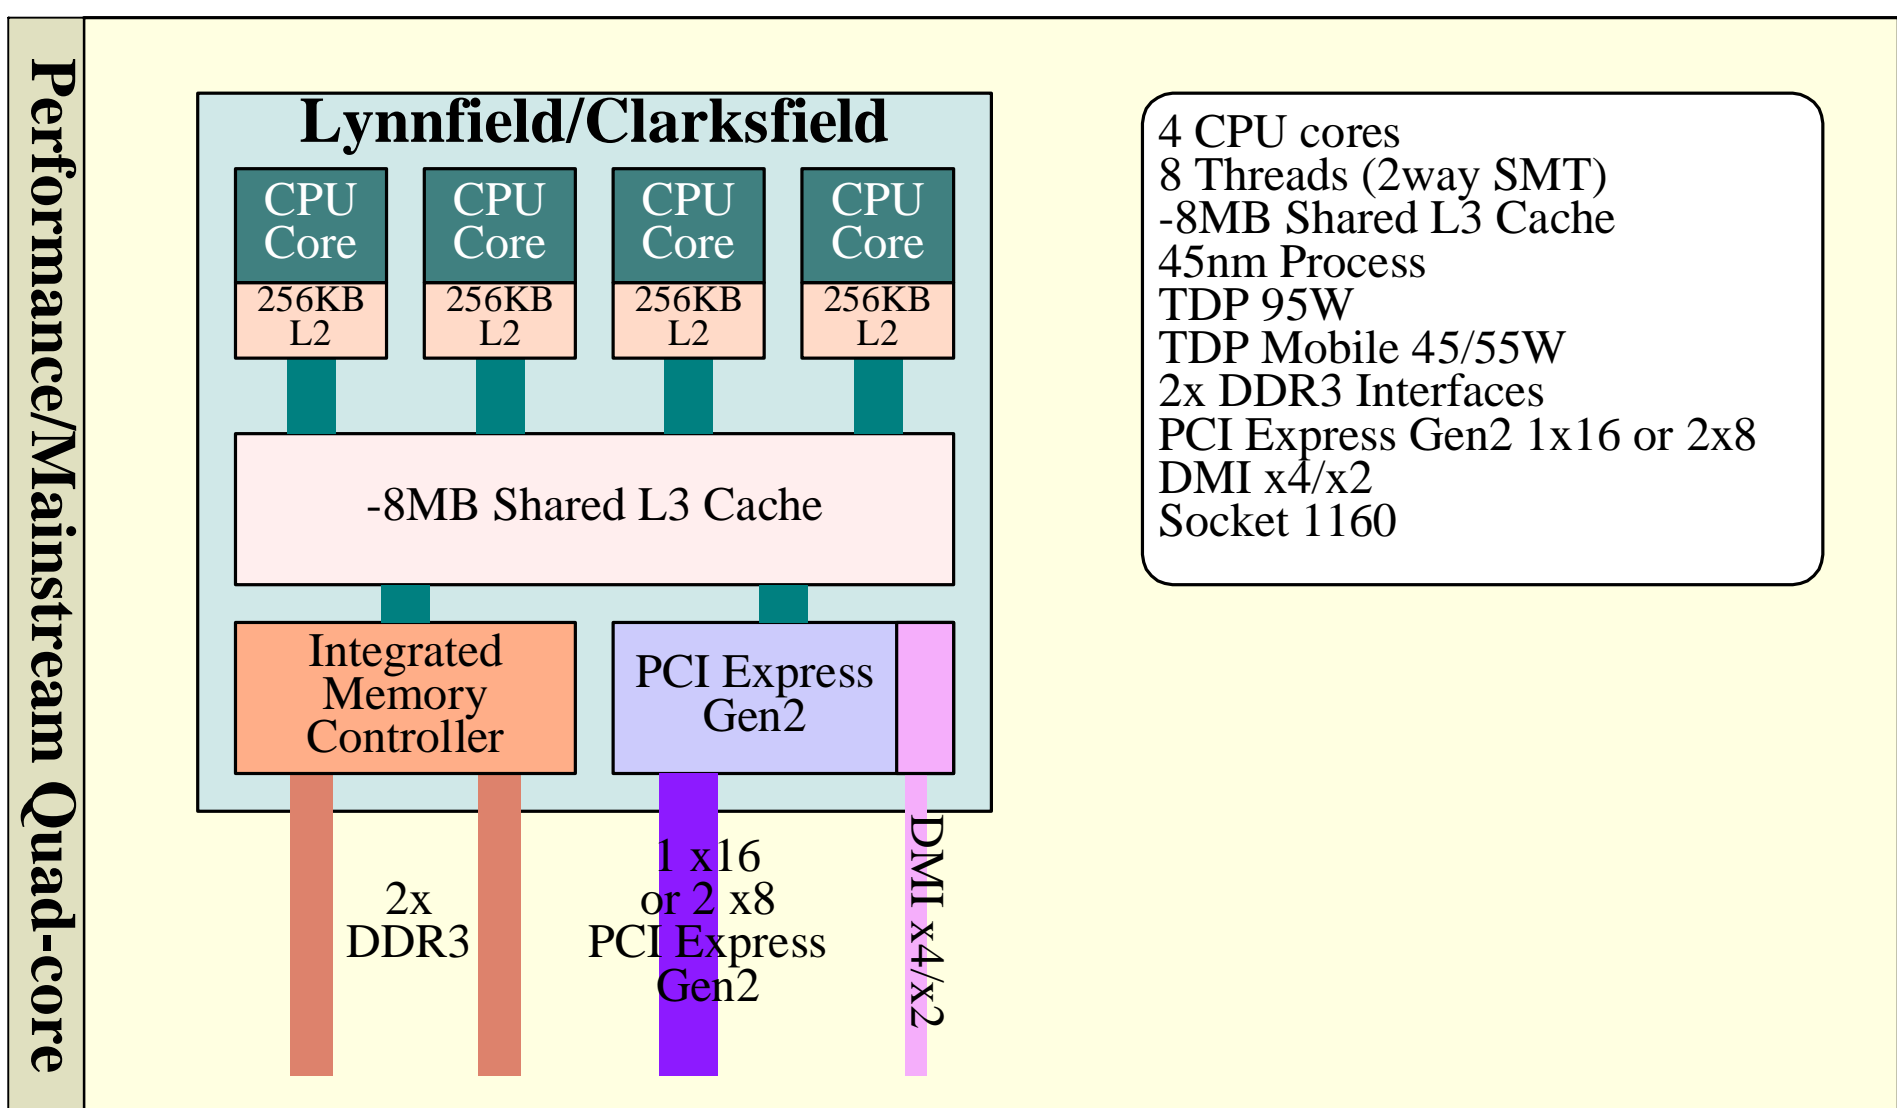 Performance/Mainstream Quad-core
Lynnfield/Clarksfield
CPU
Core
256KB
L2
CPU
Core
256KB
L2
CPU
Core
256KB
L2
CPU
Core
256KB
L2
-8MB Shared L3 Cache
Integrated
Memory
Controller
PCI Express
Gen2
2x
DDR3
1 x16
or 2 x8
PCI Express
Gen2
DMI x4/x2
4 CPU cores
8 Threads (2way SMT)
-8MB Shared L3 Cache
45nm Process
TDP 95W
TDP Mobile 45/55W
2x DDR3 Interfaces
PCI Express Gen2 1x16 or 2x8
DMI x4/x2
Socket 1160